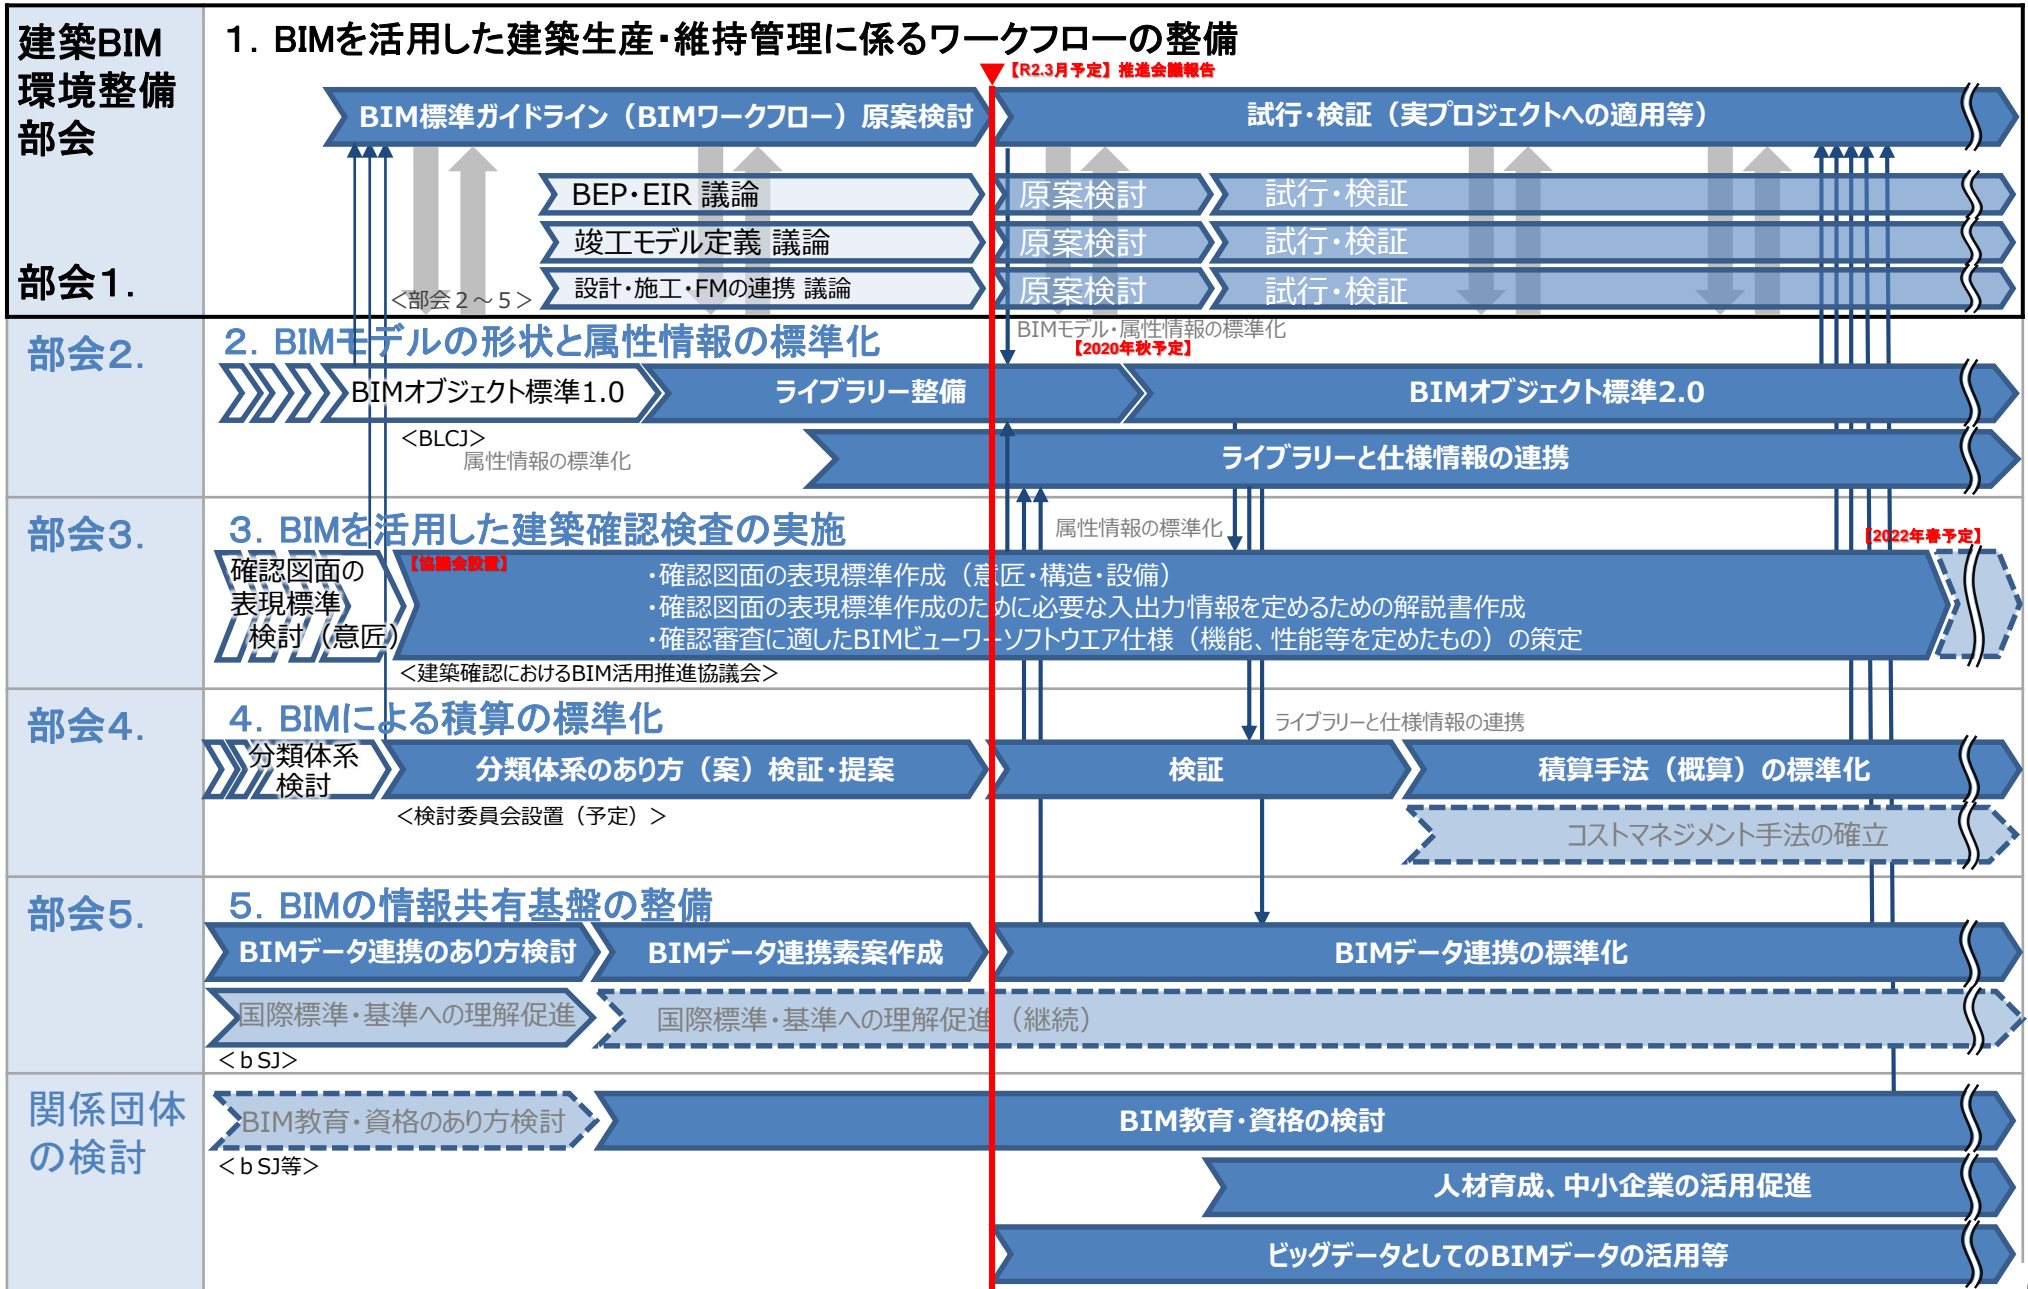 建築BIM
環境整備
部会
部会1.
1. BIMを活用した建築生産・維持管理に係るワークフローの整備
【R2.3月予定】推進会議報告
BIM標準ガイドライン（BIMワークフロー）原案検討
試行・検証（実プロジェクトへの適用等）
BEP・EIR 議論
原案検討
試行・検証
竣工モデル定義 議論
原案検討
試行・検証
設計・施工・FMの連携 議論
原案検討
試行・検証
＜部会２～５＞
部会2.
2. BIMモデルの形状と属性情報の標準化
BIMモデル・属性情報の標準化
【2020年秋予定】
BIMオブジェクト標準1.0
ライブラリー整備
BIMオブジェクト標準2.0
＜BLCJ＞
属性情報の標準化
ライブラリーと仕様情報の連携
部会3.
3. BIMを活用した建築確認検査の実施
属性情報の標準化
【2022年春予定】
確認図面の
表現標準
検討（意匠）
【協議会設置】
・確認図面の表現標準作成（意匠・構造・設備）
・確認図面の表現標準作成のために必要な入出力情報を定めるための解説書作成
・確認審査に適したBIMビューワーソフトウエア仕様（機能、性能等を定めたもの）の策定
＜建築確認におけるBIM活用推進協議会＞
部会4.
4. BIMによる積算の標準化
ライブラリーと仕様情報の連携
分類体系
検討
分類体系のあり方（案）検証・提案
検証
積算手法（概算）の標準化
＜検討委員会設置（予定）＞
コストマネジメント手法の確立
部会5.
5. BIMの情報共有基盤の整備
BIMデータ連携のあり方検討
BIMデータ連携素案作成
BIMデータ連携の標準化
国際標準・基準への理解促進
国際標準・基準への理解促進（継続）
＜ｂSJ＞
関係団体
の検討
BIM教育・資格のあり方検討
BIM教育・資格の検討
＜ｂSJ等＞
人材育成、中小企業の活用促進
ビッグデータとしてのBIMデータの活用等